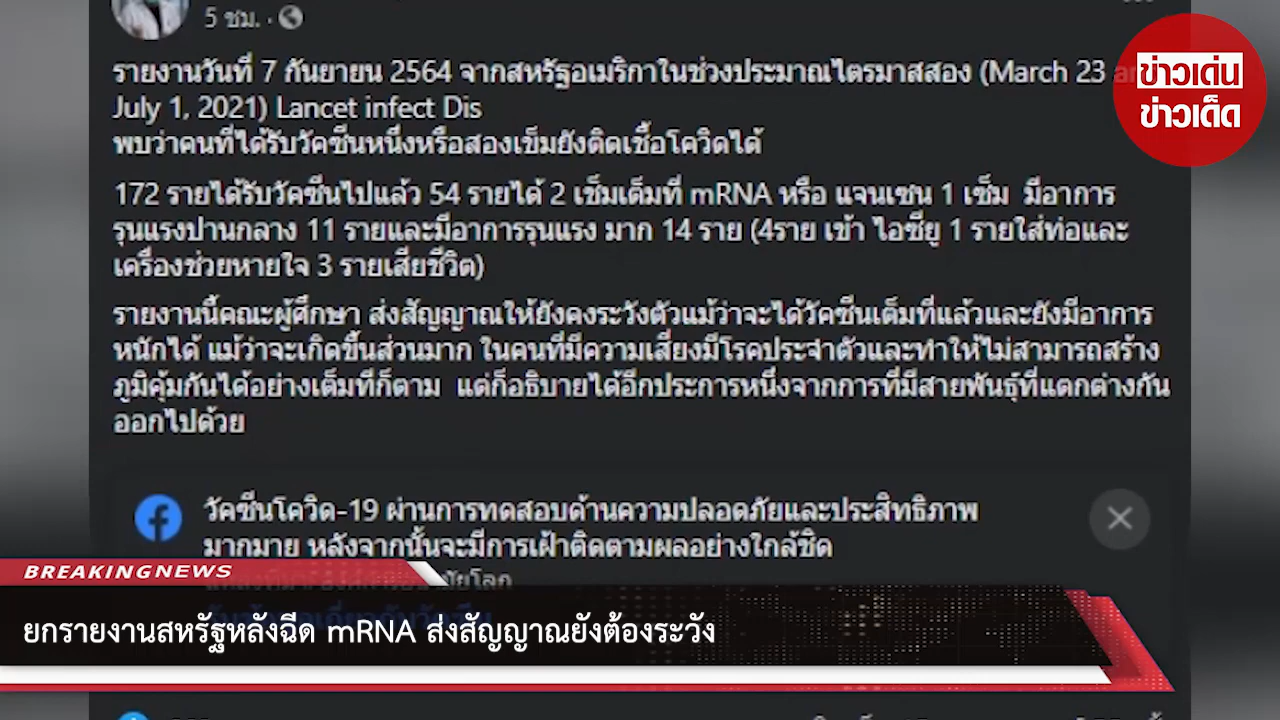 5 ชม. ·
รายงานวันที่ 7 กันยายน 2564 จากสหรัฐอเมริกาในช่วงประมาณไตรมาสสอง (March 23
July 1, 2021) Lancet infect Dis
พบว่าคนที่ได้รับวัคซีนหนึ่งหรือสองเข็มยังติดเชื้อโควิดได้
172 รายได้รับวัคซีนไปแล้ว 54 รายได้ 2 เข็มเต็มที่ mRNA หรือ แจนเซน 1 เข็ม มีอาการ
รุนแรงปานกลาง 11 รายและมีอาการรุนแรง มาก 14 ราย (4ราย เข้า ไอซียู 1 รายใส่ท่อและ
เครื่องช่วยหายใจ 3 รายเสียชีวิต)
รายงานนี้คณะผู้ศึกษา ส่งสัญญาณให้ยังคงระวังตัวแม้ว่าจะได้วัคซีนเต็มที่แล้วและยังมีอาการ
หนักได้ แม้ว่าจะเกิดขึ้นส่วนมาก ในคนที่มีความเสี่ยงมีโรคประจำตัวและทำให้ไม่สามารถสร้าง
ภูมิคุ้มกันได้อย่างเต็มที่ก็ตาม แต่ก็อธิบายได้อีกประการหนึ่งจากการที่มีสายพันธุ์ที่แตกต่างกัน
ออกไปด้วย
วัคซีนโควิด-19 ผ่านการทดสอบด้านความปลอดภัยและประสิทธิภาพ
มากมาย หลังจากนั้นจะมีการเฝ้าติดตามผลอย่างใกล้ชิด
ข่าวเด่น
ข่าวเด็ด
BREAKING NEWS
ยกรายงานสหรัฐหลังฉีด mRNA ส่งสัญญาณยังต้องระวัง